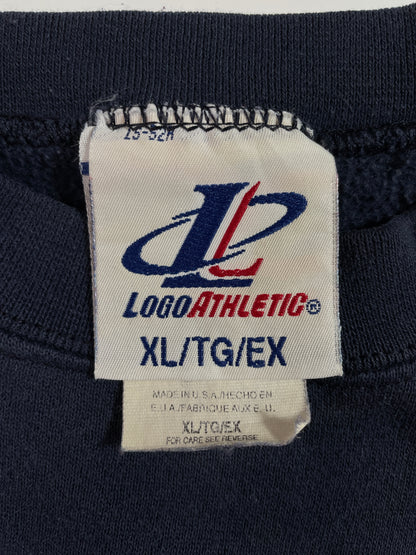 LOGOATHLETIC®
XL/TG/EX
MADE IN U.S.A./HECHO EN
E.U.A./FABRIQUE AUX E.U.
XL/TG/EX
FOR CARE SEE REVERSE